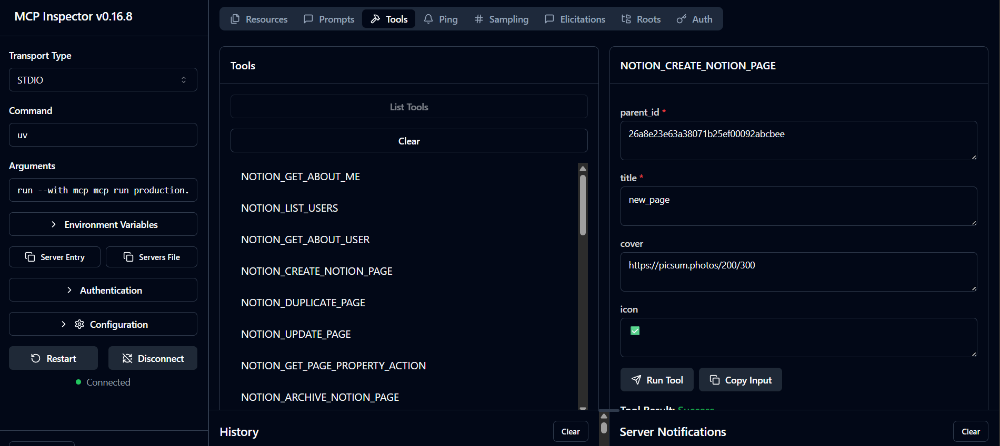 MCP Inspector v0.16.8
Transport Type
STDIO
Command
uv
Arguments
run --with mcp mcp run production.
Environment Variables
Server Entry
Servers File
Authentication
Configuration
Restart
Disconnect
Connected
Resources
Prompts
Tools
Ping
Sampling
Elicitations
Roots
Auth
Tools
List Tools
Clear
NOTION_GET_ABOUT_ME
NOTION_LIST_USERS
NOTION_GET_ABOUT_USER
NOTION_CREATE_NOTION_PAGE
NOTION_DUPLICATE_PAGE
NOTION_UPDATE_PAGE
NOTION_GET_PAGE_PROPERTY_ACTION
NOTION_ARCHIVE_NOTION_PAGE
NOTION_CREATE_NOTION_PAGE
parent_id *
26a8e23e63a38071b25ef00092abcbee
title *
new_page
cover
https://picsum.photos/200/300
icon
✅
Run Tool
Copy Input
Tool Result: Success
History
Clear
Server Notifications
Clear